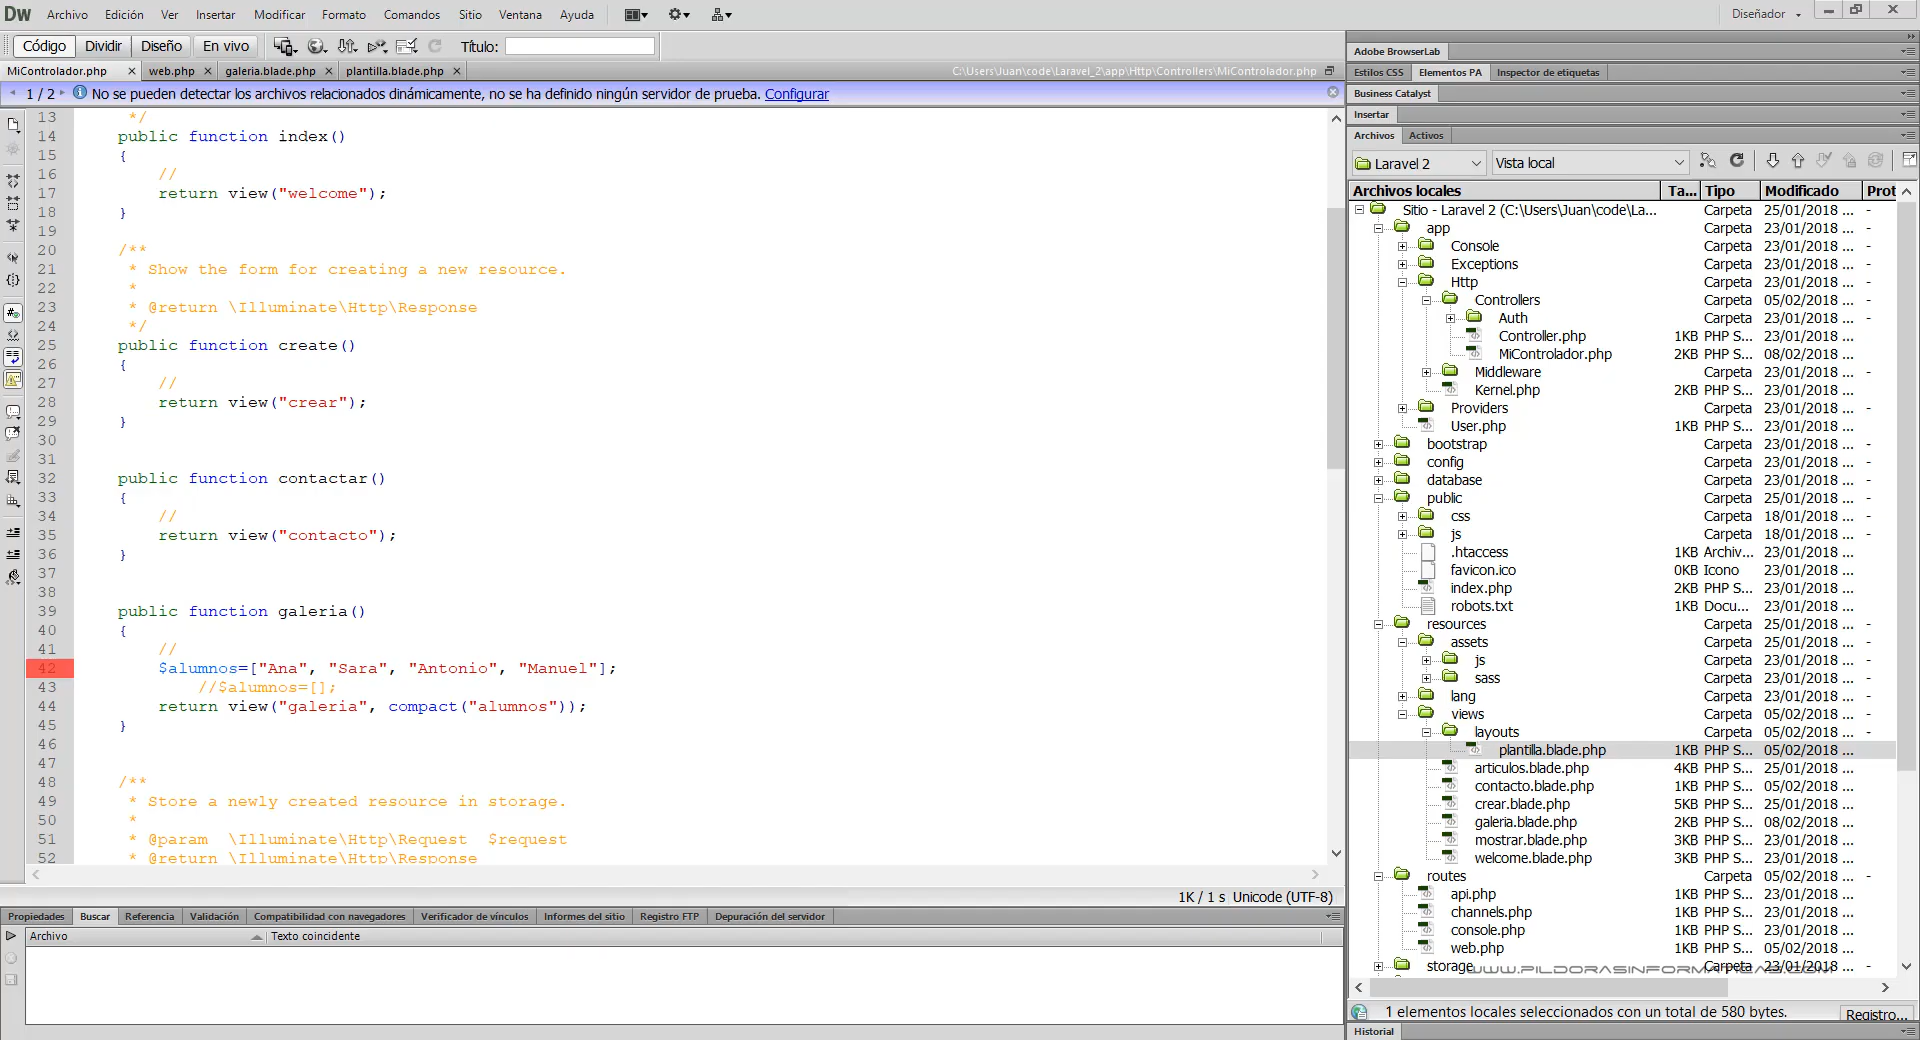 Dw Archivo Edición Ver Insertar Modificar Formato Comandos Sitio Ventana Ayuda Diseñador
Código Dividir Diseño En vivo Título:
MiControlador.php web.php galeria.blade.php plantilla.blade.php C:\Users\Juan\code\Laravel_2\app\Http\Controllers\MiControlador.php
1 / 2 No se pueden detectar los archivos relacionados dinámicamente, no se ha definido ningún servidor de prueba. Configurar
13 */
14 public function index()
15 {
16 //
17 return view("welcome");
18 }
19
20 /**
21 * Show the form for creating a new resource.
22 *
23 * @return \Illuminate\Http\Response
24 */
25 public function create()
26 {
27 //
28 return view("crear");
29 }
30
31
32 public function contactar()
33 {
34 //
35 return view("contacto");
36 }
37
38
39 public function galeria()
40 {
41 //
42 $alumnos=["Ana", "Sara", "Antonio", "Manuel"];
43 //$alumnos=[];
44 return view("galeria", compact("alumnos"));
45 }
46
47
48 /**
49 * Store a newly created resource in storage.
50 *
51 * @param \Illuminate\Http\Request $request
52 * @return \Illuminate\Http\Response
1K / 1 s Unicode (UTF-8)
Propiedades Buscar Referencia Validación Compatibilidad con navegadores Verificador de vínculos Informes del sitio Registro FTP Depuración del servidor
Archivo Texto coincidente
Adobe BrowserLab
Estilos CSS Elementos PA Inspector de etiquetas
Business Catalyst
Insertar
Archivos Activos
Laravel 2 Vista local
Archivos locales Ta... Tipo Modificado Prot
Sitio - Laravel 2 (C:\Users\Juan\code\La... Carpeta 25/01/2018 ... -
app Carpeta 23/01/2018 ... -
Console Carpeta 23/01/2018 ... -
Exceptions Carpeta 23/01/2018 ... -
Http Carpeta 23/01/2018 ... -
Controllers Carpeta 05/02/2018 ... -
Auth Carpeta 23/01/2018 ... -
Controller.php 1KB PHP S... 23/01/2018 ...
MiControlador.php 2KB PHP S... 08/02/2018 ...
Middleware Carpeta 23/01/2018 ... -
Kernel.php 2KB PHP S... 23/01/2018 ...
Providers Carpeta 23/01/2018 ... -
User.php 1KB PHP S... 23/01/2018 ...
bootstrap Carpeta 23/01/2018 ... -
config Carpeta 23/01/2018 ... -
database Carpeta 23/01/2018 ... -
public Carpeta 25/01/2018 ... -
css Carpeta 18/01/2018 ... -
js Carpeta 18/01/2018 ... -
.htaccess 1KB Archiv... 23/01/2018 ...
favicon.ico 0KB Icono 23/01/2018 ...
index.php 2KB PHP S... 23/01/2018 ...
robots.txt 1KB Docu... 23/01/2018 ...
resources Carpeta 25/01/2018 ... -
assets Carpeta 23/01/2018 ... -
js Carpeta 23/01/2018 ... -
sass Carpeta 23/01/2018 ... -
lang Carpeta 23/01/2018 ... -
views Carpeta 05/02/2018 ... -
layouts Carpeta 05/02/2018 ... -
plantilla.blade.php 1KB PHP S... 05/02/2018 ...
articulos.blade.php 4KB PHP S... 25/01/2018 ...
contacto.blade.php 1KB PHP S... 05/02/2018 ...
crear.blade.php 5KB PHP S... 25/01/2018 ...
galeria.blade.php 2KB PHP S... 08/02/2018 ...
mostrar.blade.php 3KB PHP S... 23/01/2018 ...
welcome.blade.php 3KB PHP S... 23/01/2018 ...
routes Carpeta 05/02/2018 ... -
api.php 1KB PHP S... 23/01/2018 ...
channels.php 1KB PHP S... 23/01/2018 ...
console.php 1KB PHP S... 23/01/2018 ...
web.php 1KB PHP S... 05/02/2018 ...
storage Carpeta 23/01/2018 ... -
WWW.PILDORASINFORMATICAS.COM
1 elementos locales seleccionados con un total de 580 bytes. Registro...
Historial